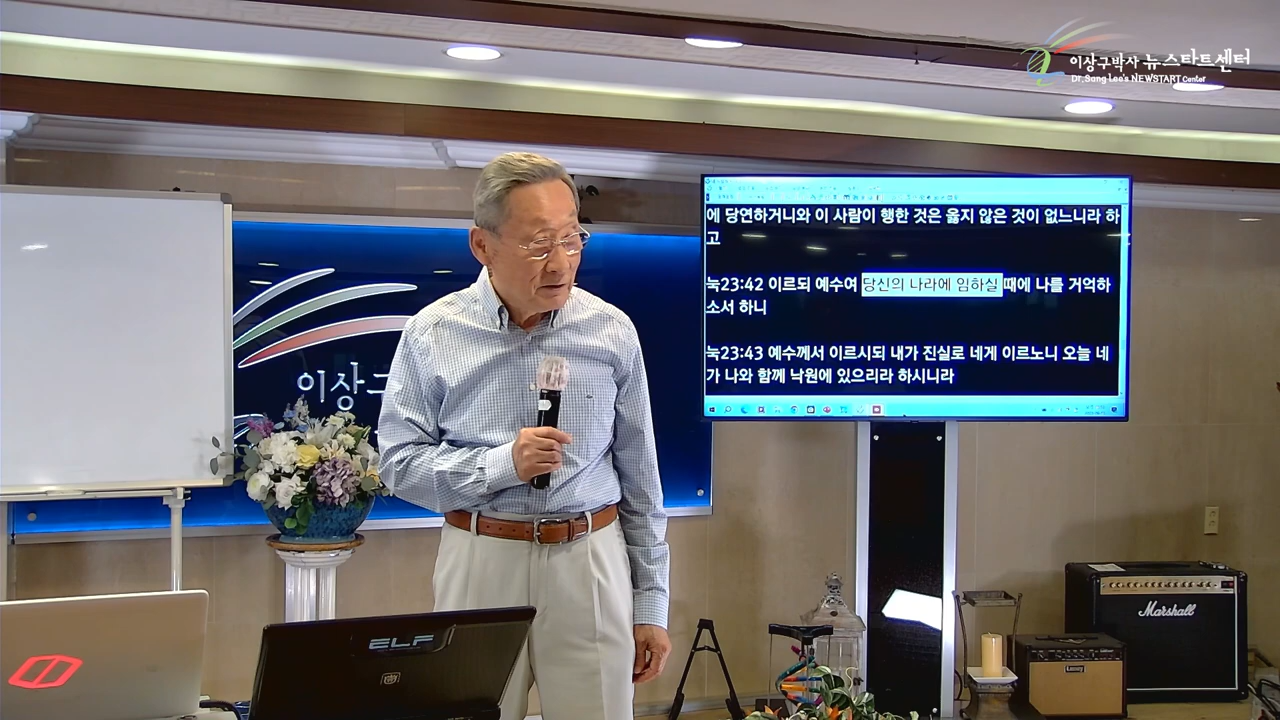 이상구박사 뉴스타트센터
Dr. Sang Lee's NEWSTART Center
에 당연하거니와 이 사람이 행한 것은 옳지 않은 것이 없느니라 하
고
눅23:42 이르되 예수여 당신의 나라에 임하실 때에 나를 기억하
소서 하니
눅23:43 예수께서 이르시되 내가 진실로 네게 이르노니 오늘 네
가 나와 함께 낙원에 있으리라 하시니라
이상구
ELF
Marshall
Laney